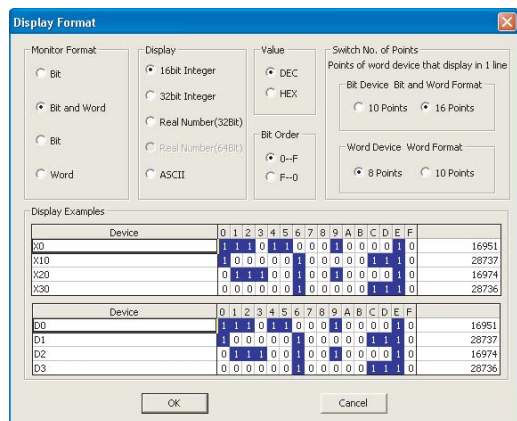 Display Format
Monitor Format
Bit
Bit and Word
Bit
Word
Display
16bit Integer
32bit Integer
Real Number(32Bit)
Real Number(64Bit)
ASCII
Value
DEC
HEX
Bit Order
0--F
F--0
Switch No. of Points
Points of word device that display in 1 line
Bit Device Bit and Word Format
10 Points 16 Points
Word Device Word Format
8 Points 10 Points
Display Examples
Device 0 1 2 3 4 5 6 7 8 9 A B C D E F
X0 1 1 1 0 1 1 0 0 0 1 0 0 0 0 1 0 16951
X10 1 0 0 0 0 0 1 0 0 0 0 0 1 1 1 0 28737
X20 0 1 1 1 0 0 1 0 0 1 0 0 0 0 1 0 16974
X30 0 0 0 0 0 0 1 0 0 0 0 0 1 1 1 0 28736
Device 0 1 2 3 4 5 6 7 8 9 A B C D E F
D0 1 1 1 0 1 1 0 0 0 1 0 0 0 0 1 0 16951
D1 1 0 0 0 0 0 1 0 0 0 0 0 1 1 1 0 28737
D2 0 1 1 1 0 0 1 0 0 1 0 0 0 0 1 0 16974
D3 0 0 0 0 0 0 1 0 0 0 0 0 1 1 1 0 28736
OK Cancel